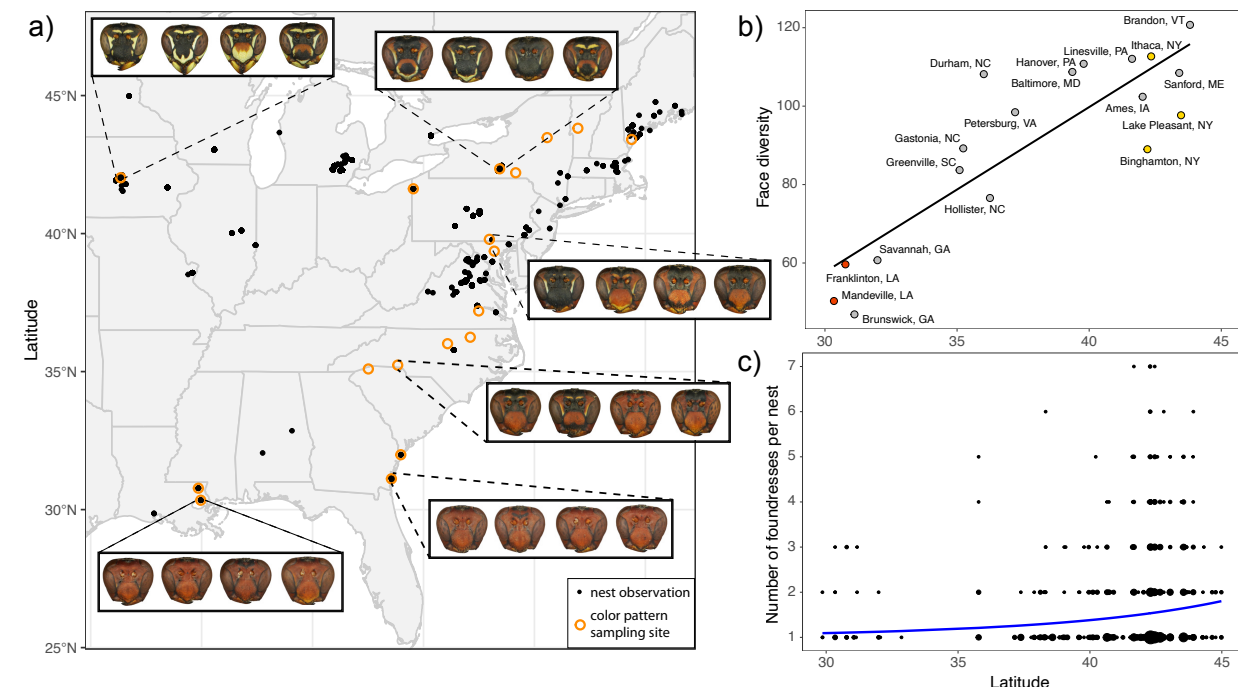 a)
45°N
40°N
35°N
30°N
25°N
Latitude
nest observation
color pattern
sampling site
b)
Face diversity
120
100
80
60
Brandon, VT
Linesville, PA
Ithaca, NY
Durham, NC
Hanover, PA
Baltimore, MD
Sanford, ME
Ames, IA
Petersburg, VA
Lake Pleasant, NY
Gastonia, NC
Binghamton, NY
Greenville, SC
Hollister, NC
Savannah, GA
Franklinton, LA
Mandeville, LA
Brunswick, GA
30
35
40
45
c)
Number of foundresses per nest
7
6
5
4
3
2
1
30
35
40
45
Latitude